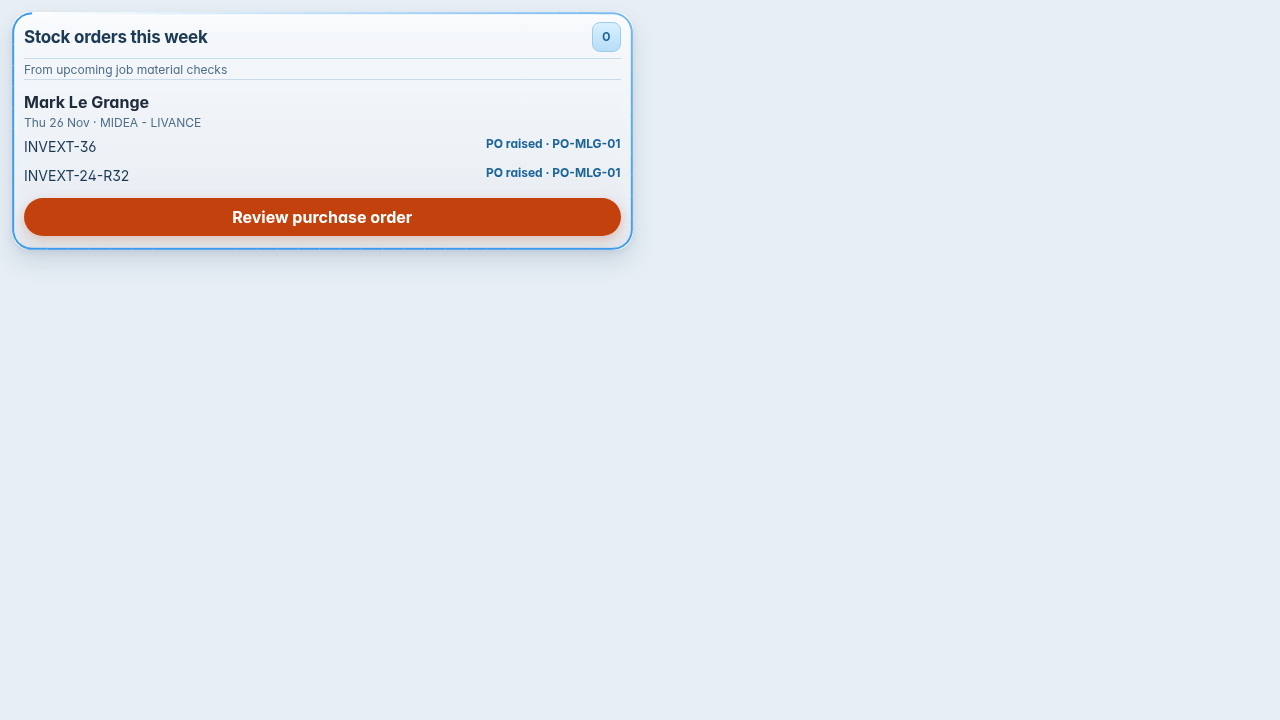 Stock orders this week
0
From upcoming job material checks
Mark Le Grange
Thu 26 Nov · MIDEA - LIVANCE
INVEXT-36
PO raised · PO-MLG-01
INVEXT-24-R32
PO raised · PO-MLG-01
Review purchase order